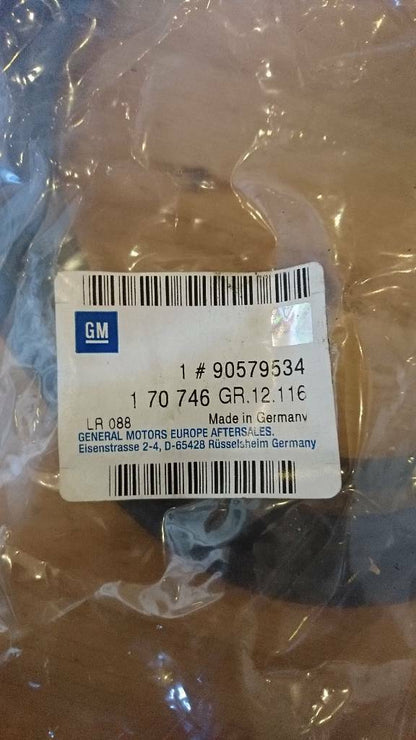 GM
1 # 90579534
1 70 746 GR.12.116
LR 088 Made in Germany
GENERAL MOTORS EUROPE AFTERSALES.
Eisenstrasse 2-4, D-65428 Rüsselsheim Germany